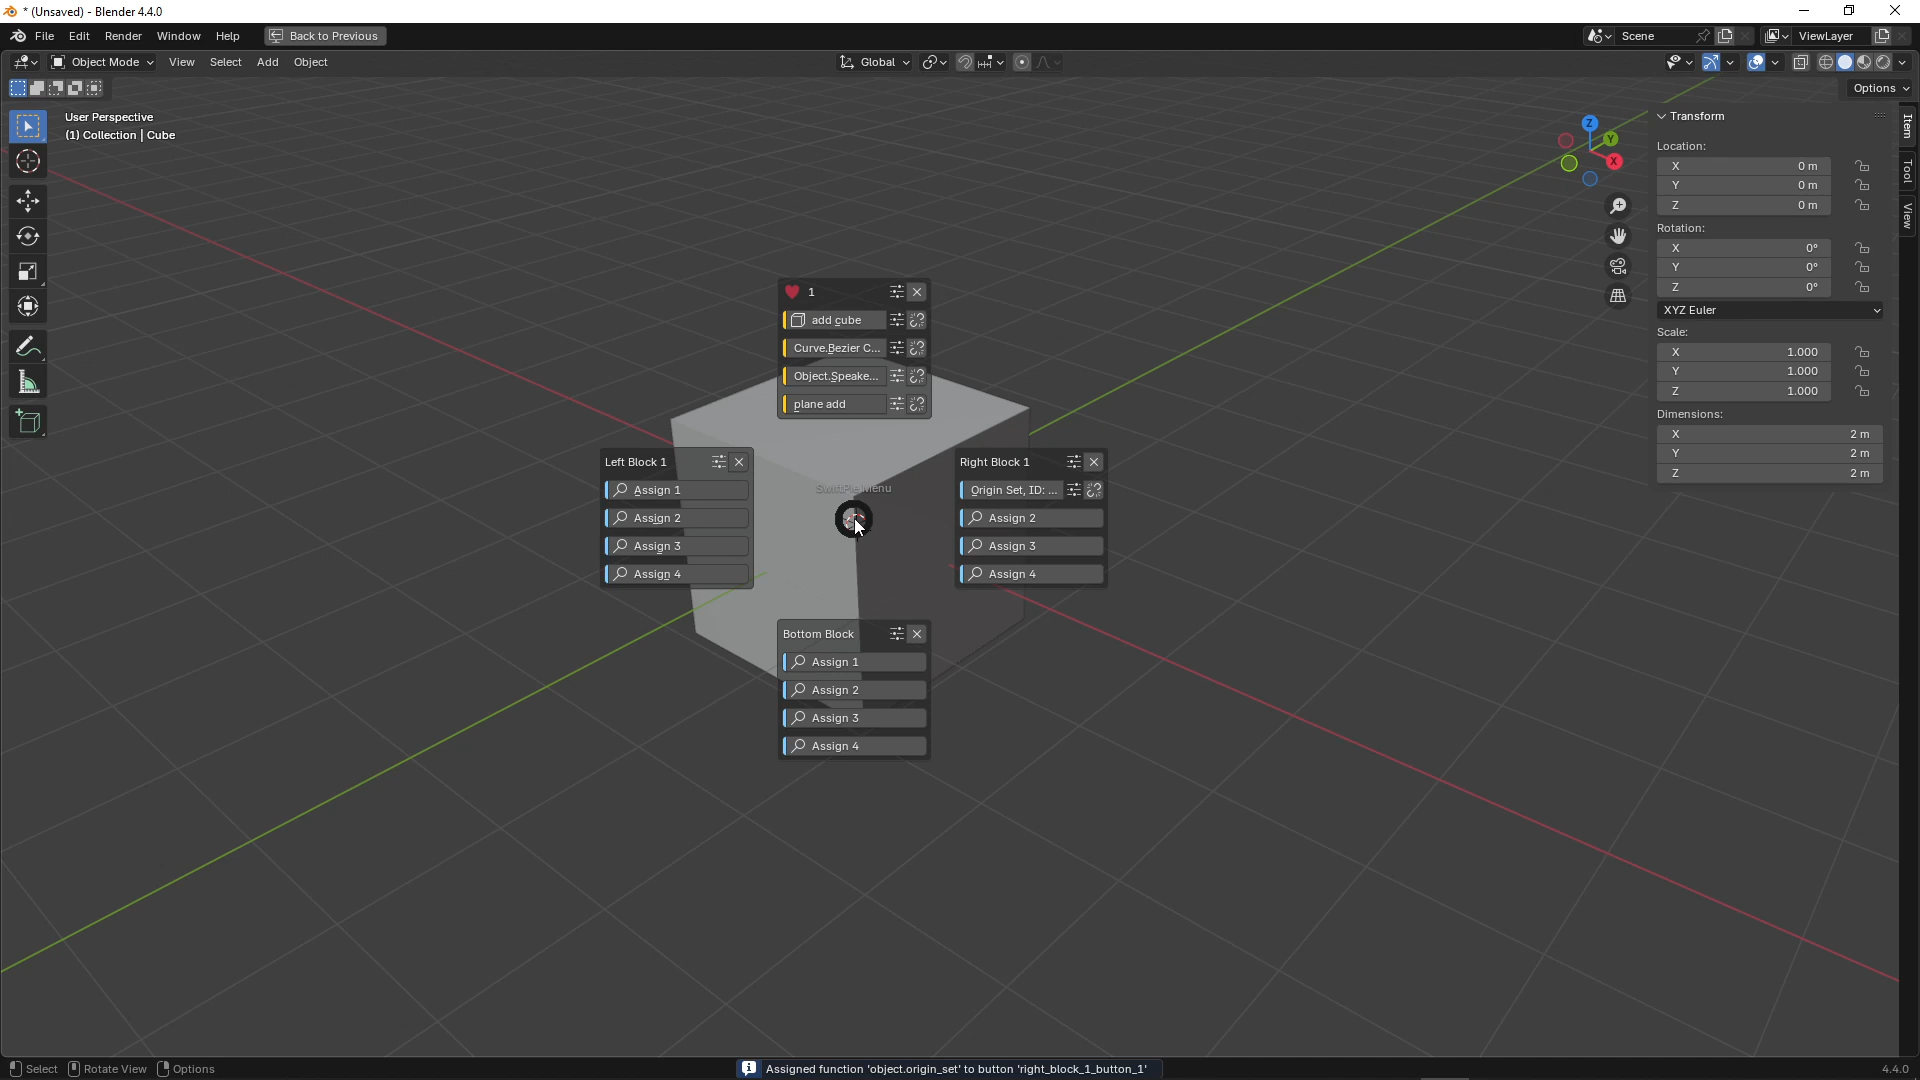 * (Unsaved) - Blender 4.4.0
File Edit Render Window Help Back to Previous Scene ViewLayer
Object Mode View Select Add Object Global
Options
User Perspective
(1) Collection | Cube
Z
Y
X
Transform
Location:
X 0 m
Y 0 m
Z 0 m
Rotation:
X 0°
Y 0°
Z 0°
XYZ Euler
Scale:
X 1.000
Y 1.000
Z 1.000
Dimensions:
X 2 m
Y 2 m
Z 2 m
Item
Tool
View
1
add cube
Curve.Bezier C...
Object.Speake...
plane add
Left Block 1
Assign 1
Assign 2
Assign 3
Assign 4
SwiftPie Menu
Right Block 1
Origin Set, ID: ...
Assign 2
Assign 3
Assign 4
Bottom Block
Assign 1
Assign 2
Assign 3
Assign 4
Select Rotate View Options
Assigned function 'object.origin_set' to button 'right_block_1_button_1'
4.4.0